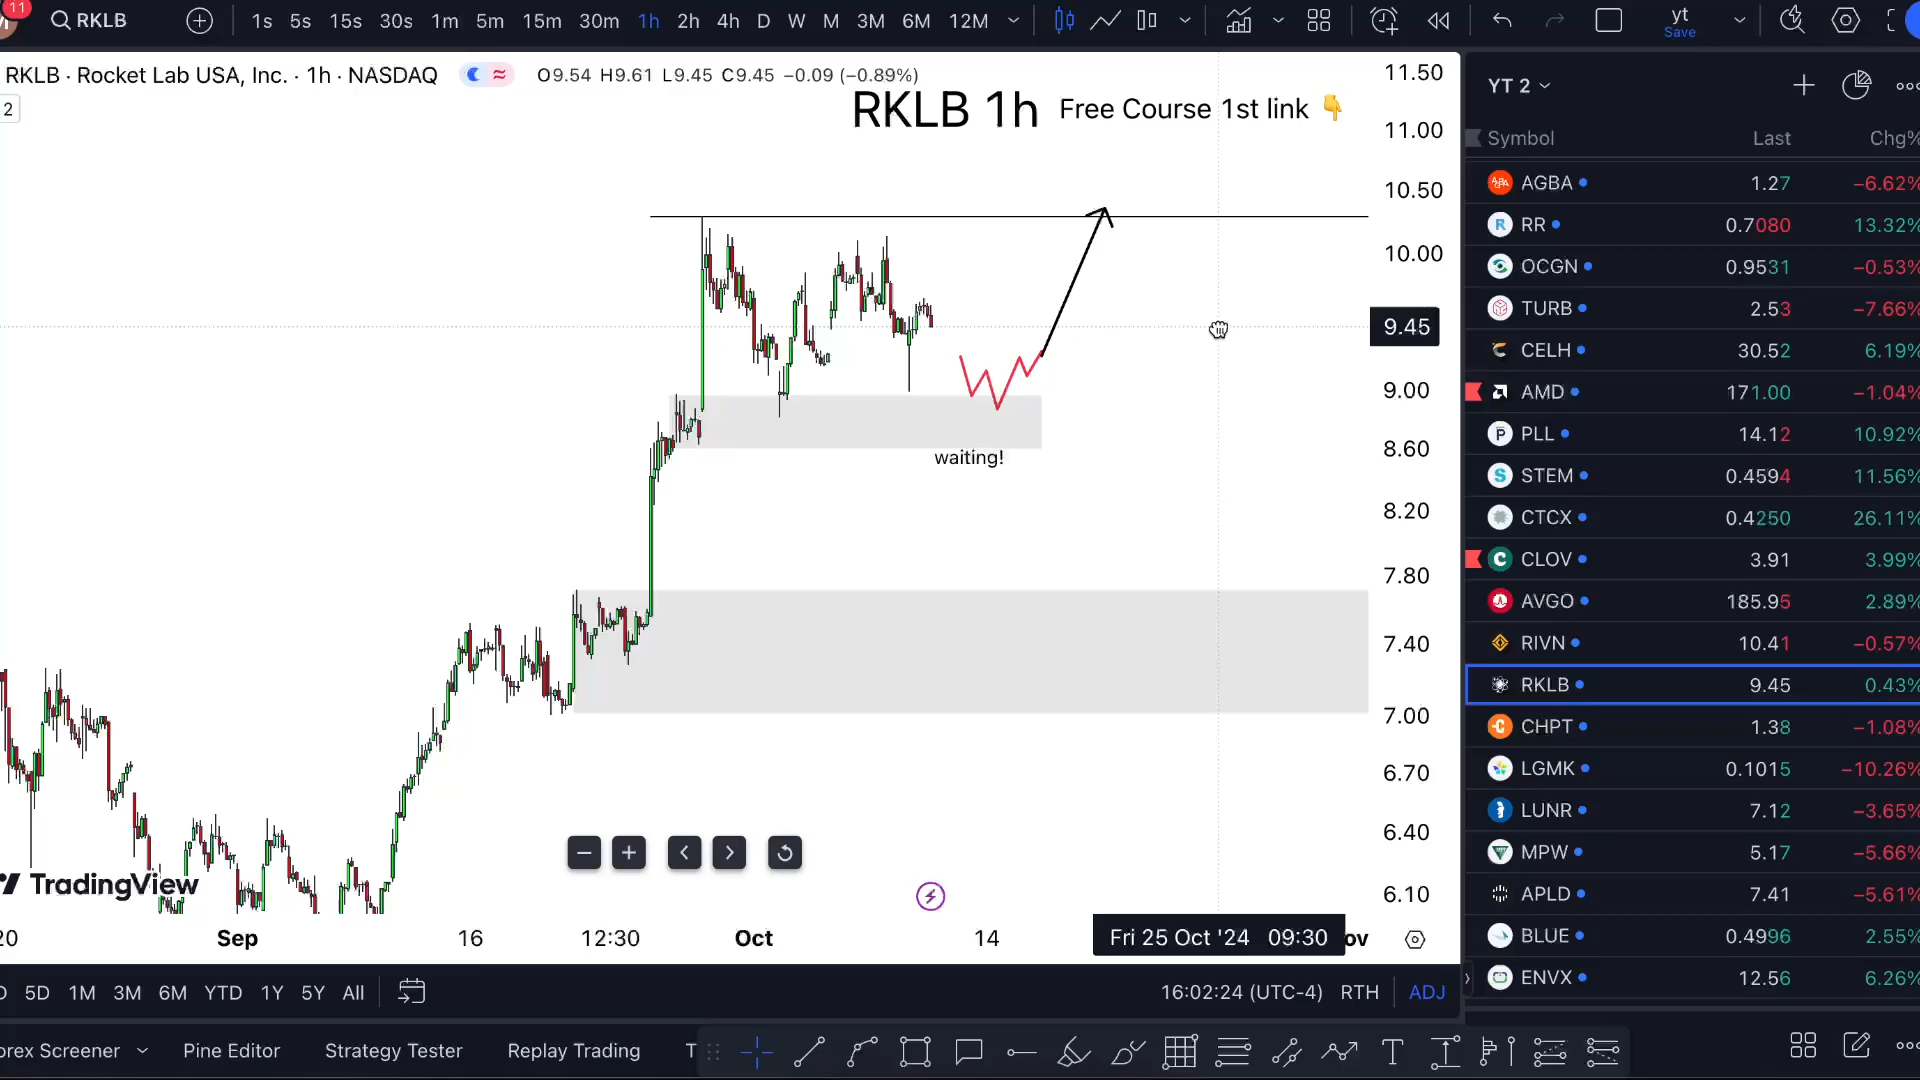 11
RKLB
1s 5s 15s 30s 1m 5m 15m 30m 1h 2h 4h D W M 3M 6M 12M
yt
Save
RKLB · Rocket Lab USA, Inc. · 1h · NASDAQ
O9.54 H9.61 L9.45 C9.45 −0.09 (−0.89%)
2
RKLB 1h Free Course 1st link 👇
11.50
11.00
10.50
10.00
9.45
9.00
8.60
8.20
7.80
7.40
7.00
6.70
6.40
6.10
waiting!
TradingView
20 Sep 16 12:30 Oct 14 Fri 25 Oct '24 09:30 ov
YT 2
Symbol Last Chg%
AGBA 1.27 −6.62%
RR 0.7080 13.32%
OCGN 0.9531 −0.53%
TURB 2.53 −7.66%
CELH 30.52 6.19%
AMD 171.00 −1.04%
PLL 14.12 10.92%
STEM 0.4594 11.56%
CTCX 0.4250 26.11%
CLOV 3.91 3.99%
AVGO 185.95 2.89%
RIVN 10.41 −0.57%
RKLB 9.45 0.43%
CHPT 1.38 −1.08%
LGMK 0.1015 −10.26%
LUNR 7.12 −3.65%
MPW 5.17 −5.66%
APLD 7.41 −5.61%
BLUE 0.4996 2.55%
ENVX 12.56 6.26%
5D 1M 3M 6M YTD 1Y 5Y All
16:02:24 (UTC-4) RTH ADJ
orex Screener Pine Editor Strategy Tester Replay Trading T